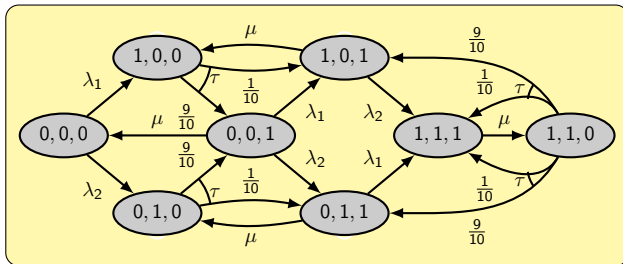 μ
9/10
1, 0, 0
1, 0, 1
λ₁
τ
1/10
1/10
τ
9/10
μ
λ₁
λ₂
μ
0, 0, 0
0, 0, 1
1, 1, 1
1, 1, 0
9/10
λ₂
λ₁
λ₂
1/10
1/10
τ
τ
0, 1, 0
0, 1, 1
μ
9/10